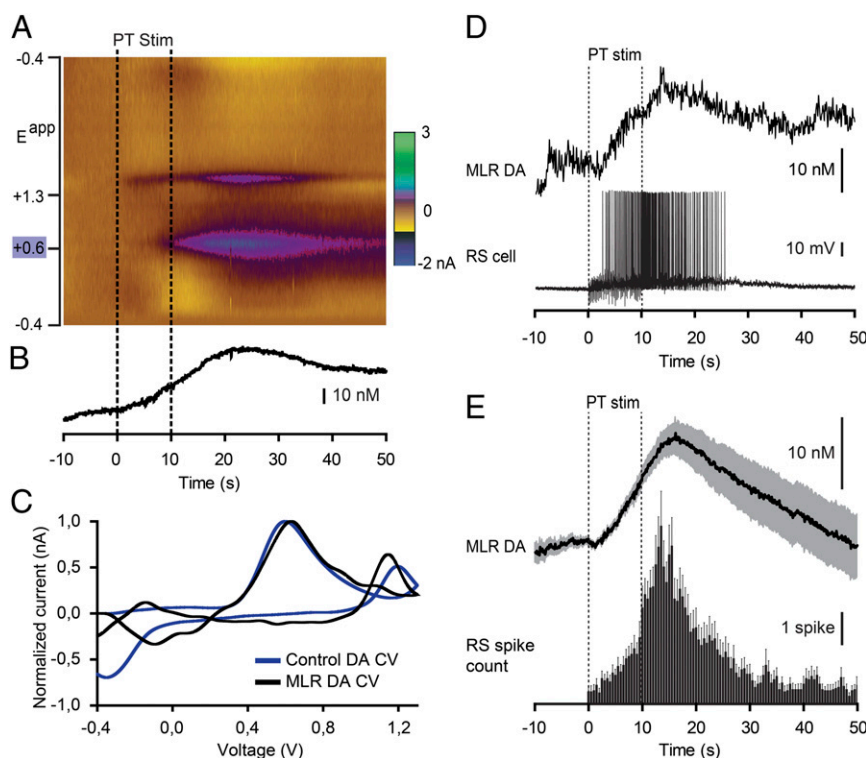 A
PT Stim
-0.4
E app
+1.3
+0.6
-0.4
3
0
-2 nA
B
10 nM
-10 0 10 20 30 40 50
Time (s)
C
Normalized current (nA)
1,0
0,5
0,0
-0,5
-1,0
Control DA CV
MLR DA CV
-0,4 0,0 0,4 0,8 1,2
Voltage (V)
D
PT stim
MLR DA
10 nM
RS cell
10 mV
-10 0 10 20 30 40 50
Time (s)
E
PT stim
10 nM
MLR DA
1 spike
RS spike
count
-10 0 10 20 30 40 50
Time (s)